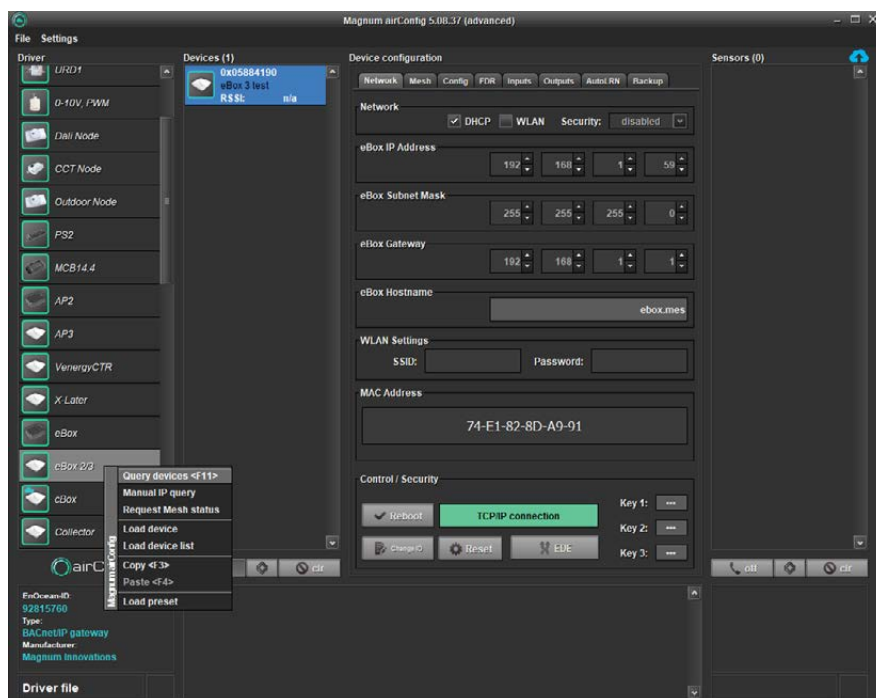 Magnum airConfig 5.08.37 (advanced)
File Settings
Driver
URD1
0-10V, PWM
Dali Node
CCT Node
Outdoor Node
PS2
MCB14.4
AP2
AP3
VenergyCTR
X-Later
eBox
eBox 2/3
cBox
Collector
airC
Query devices <F11>
Manual IP query
Request Mesh status
Load device
Load device list
Copy <F3>
Paste <F4>
Load preset
Magnum airConfig
EnOcean-ID:
92815760
Type:
BACnet/IP gateway
Manufacturer:
Magnum Innovations
Driver file
Devices (1)
0x05884190
eBox 3 test
RSSI: n/a
clr
Device configuration
Network Mesh Config FDR Inputs Outputs AutoLRN Backup
Network
DHCP WLAN Security: disabled
eBox IP Address
192 168 1 59
eBox Subnet Mask
255 255 255 0
eBox Gateway
192 168 1 1
eBox Hostname
ebox.mes
WLAN Settings
SSID: Password:
MAC Address
74-E1-82-8D-A9-91
Control / Security
Reboot TCP/IP connection
Change ID Reset EDE
Key 1: ---
Key 2: ---
Key 3: ---
Sensors (0)
off clr